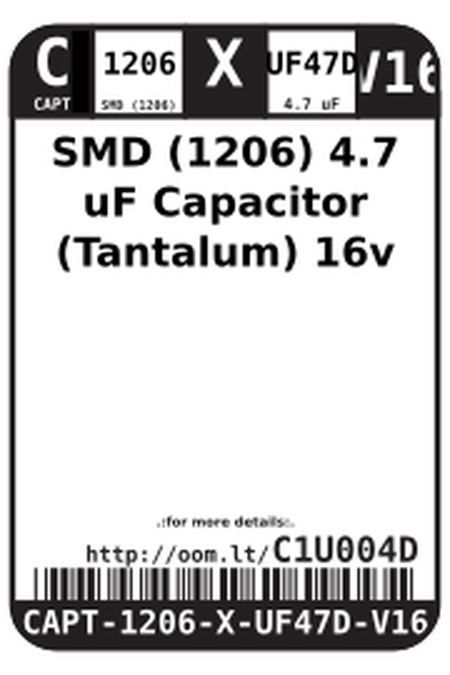 C 1206 X UF47D V16
CAPT SMD (1206) 4.7 uF
SMD (1206) 4.7
uF Capacitor
(Tantalum) 16v
.:for more details:.
http://oom.lt/C1U004D
CAPT-1206-X-UF47D-V16